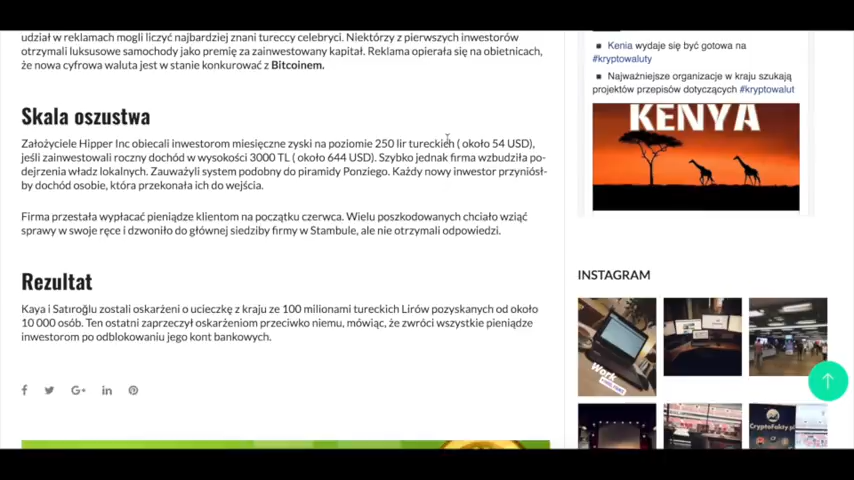 udział w reklamach mogli liczyć najbardziej znani tureccy celebryci. Niektórzy z pierwszych inwestorów
otrzymali luksusowe samochody jako premię za zainwestowany kapitał. Reklama opierała się na obietnicach,
że nowa cyfrowa waluta jest w stanie konkurować z Bitcoinem.
Skala oszustwa
Założyciele Hipper Inc obiecali inwestorom miesięczne zyski na poziomie 250 lir tureckich ( około 54 USD),
jeśli zainwestowali roczny dochód w wysokości 3000 TL ( około 644 USD). Szybko jednak firma wzbudziła po-
dejrzenia władz lokalnych. Zauważyli system podobny do piramidy Ponziego. Każdy nowy inwestor przyniósł-
by dochód osobie, która przekonała ich do wejścia.
Firma przestała wypłacać pieniądze klientom na początku czerwca. Wielu poszkodowanych chciało wziąć
sprawy w swoje ręce i dzwoniło do głównej siedziby firmy w Stambule, ale nie otrzymali odpowiedzi.
Rezultat
Kaya i Satıroğlu zostali oskarżeni o ucieczkę z kraju ze 100 milionami tureckich Lirów pozyskanych od około
10 000 osób. Ten ostatni zaprzeczył oskarżeniom przeciwko niemu, mówiąc, że zwróci wszystkie pieniądze
inwestorom po odblokowaniu jego kont bankowych.
Kenia wydaje się być gotowa na
#kryptowaluty
Najważniejsze organizacje w kraju szukają
projektów przepisów dotyczących #kryptowalut
KENYA
INSTAGRAM
Work
CryptoFakty.pl